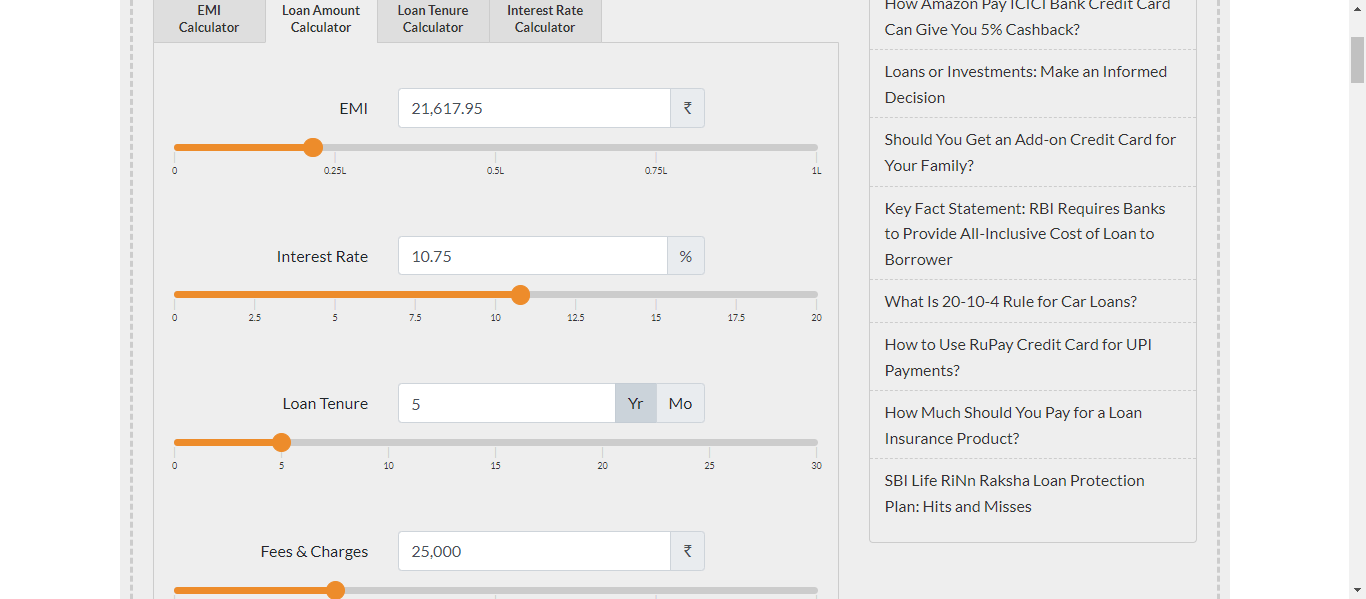 EMI
Calculator
Loan Amount
Calculator
Loan Tenure
Calculator
Interest Rate
Calculator
EMI
21,617.95
₹
0
0.25L
0.5L
0.75L
1L
Interest Rate
10.75
%
0
2.5
5
7.5
10
12.5
15
17.5
20
Loan Tenure
5
Yr
Mo
0
5
10
15
20
25
30
Fees & Charges
25,000
₹
How Amazon Pay ICICI Bank Credit Card
Can Give You 5% Cashback?
Loans or Investments: Make an Informed
Decision
Should You Get an Add-on Credit Card for
Your Family?
Key Fact Statement: RBI Requires Banks
to Provide All-Inclusive Cost of Loan to
Borrower
What Is 20-10-4 Rule for Car Loans?
How to Use RuPay Credit Card for UPI
Payments?
How Much Should You Pay for a Loan
Insurance Product?
SBI Life RiNn Raksha Loan Protection
Plan: Hits and Misses